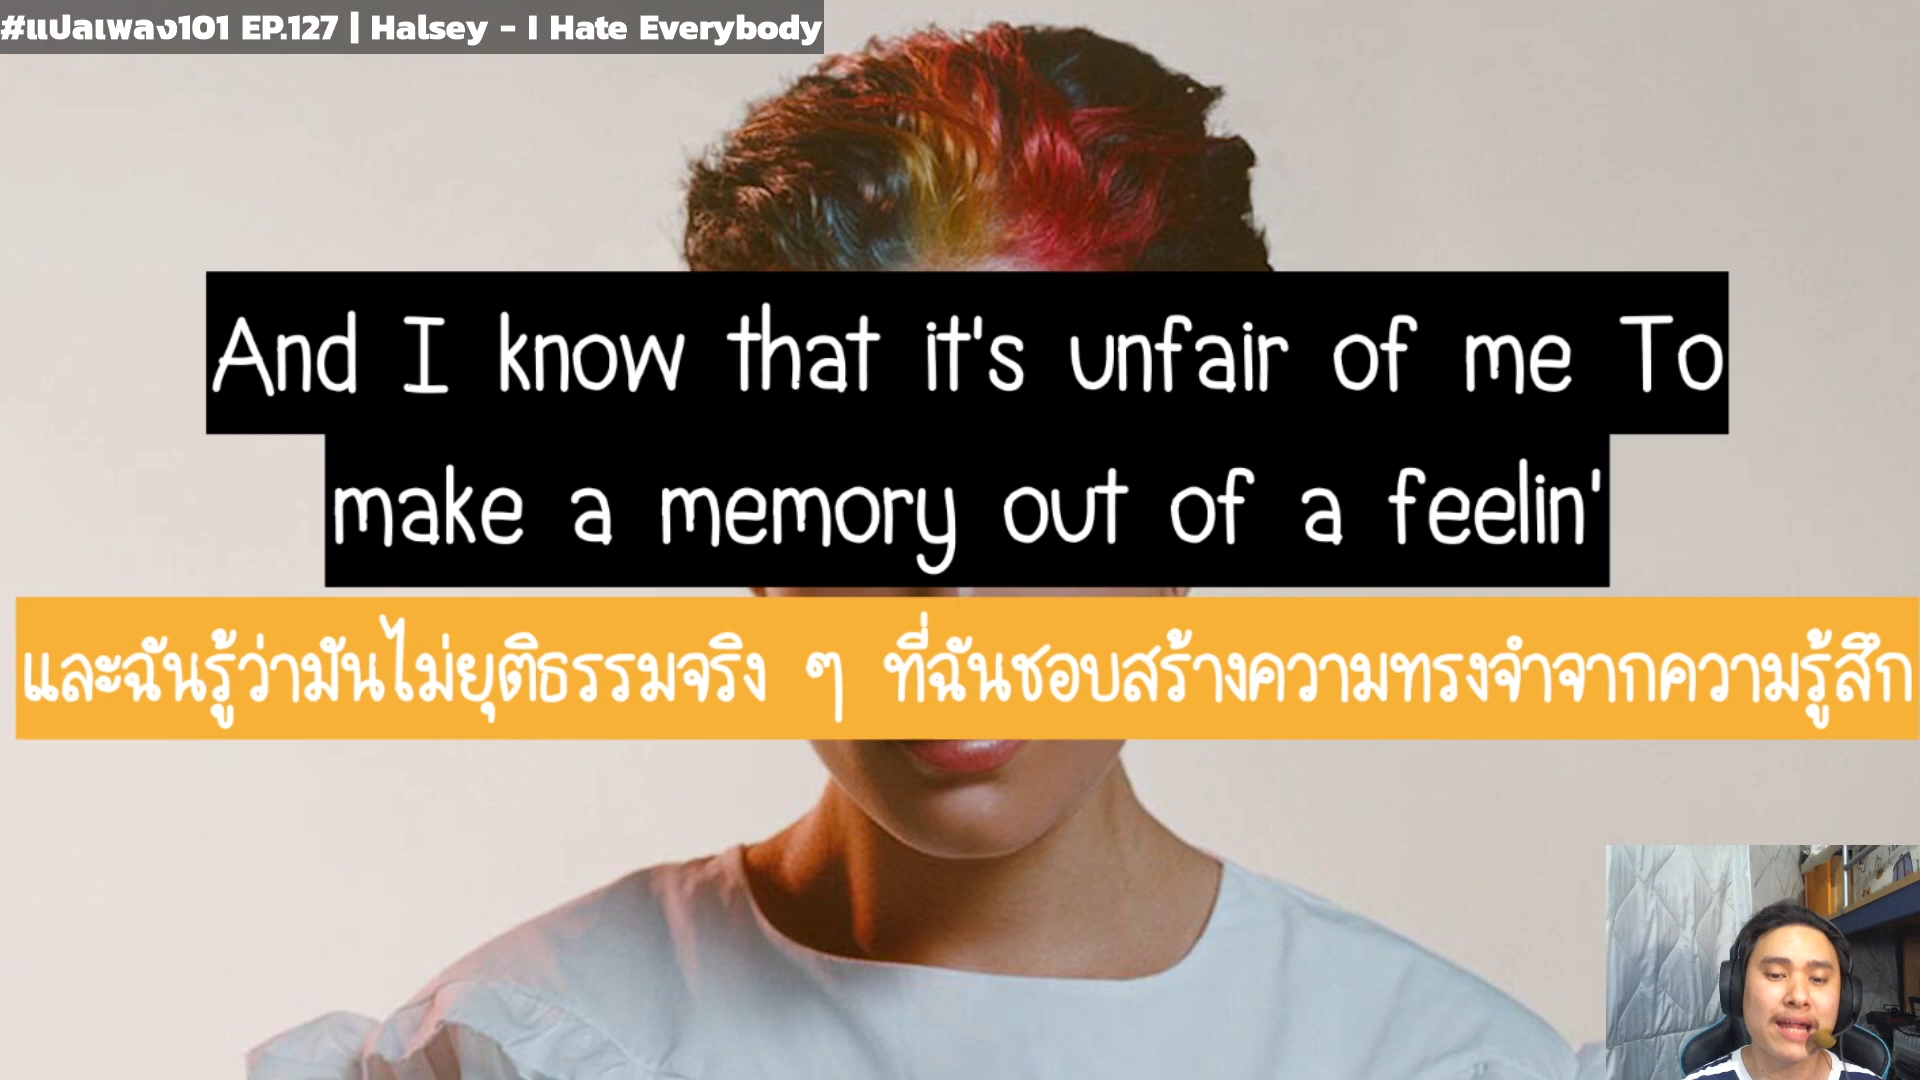 #แปลเพลง101 EP.127 | Halsey - I Hate Everybody
And I know that it's unfair of me To
make a memory out of a feelin'
และฉันรู้ว่ามันไม่ยุติธรรมจริง ๆ ที่ฉันชอบสร้างความทรงจำจากความรู้สึก